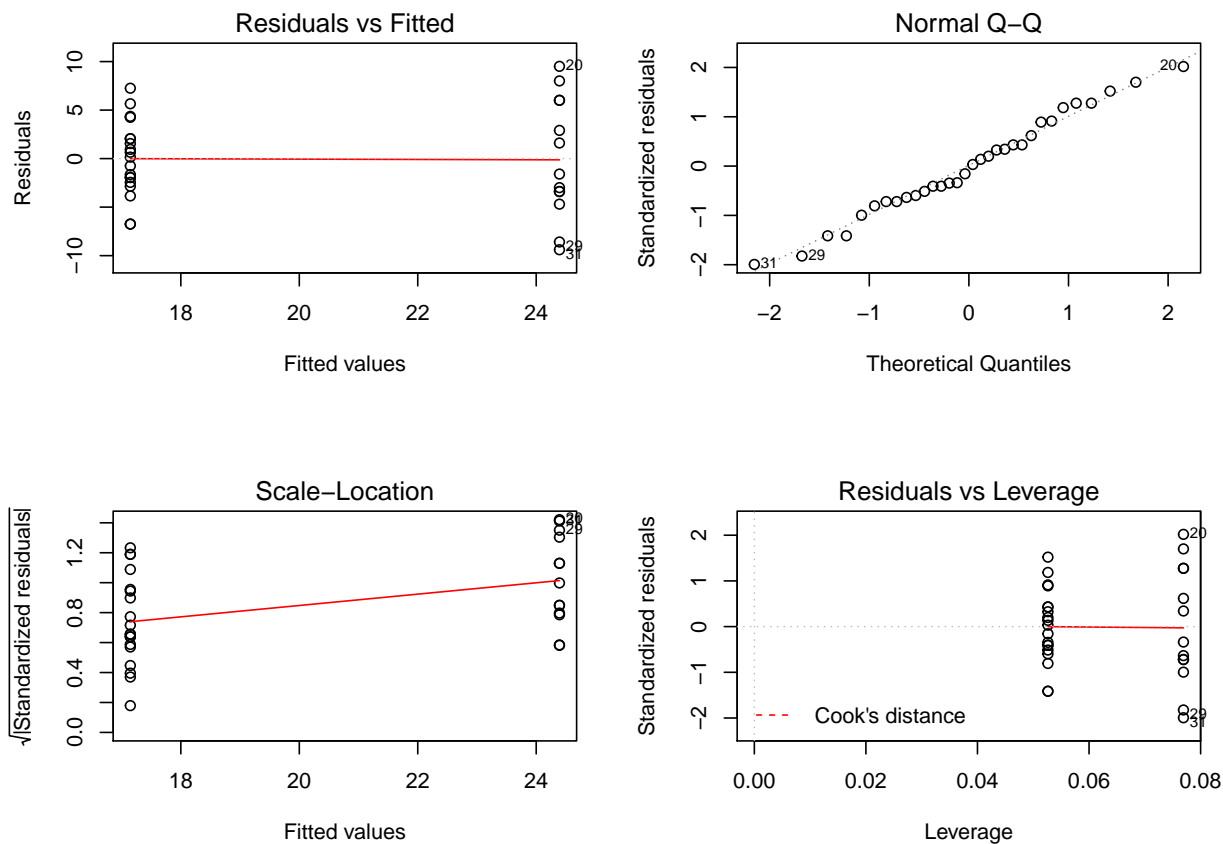 Residuals vs Fitted
Residuals
10
5
0
−10
20
29
31
18 20 22 24
Fitted values
Normal Q−Q
Standardized residuals
2
1
0
−1
−2
20
31
29
−2 −1 0 1 2
Theoretical Quantiles
Scale−Location
√|Standardized residuals|
1.2
0.8
0.4
0.0
29
18 20 22 24
Fitted values
Residuals vs Leverage
Standardized residuals
2
1
0
−1
−2
20
29
31
Cook's distance
0.00 0.02 0.04 0.06 0.08
Leverage